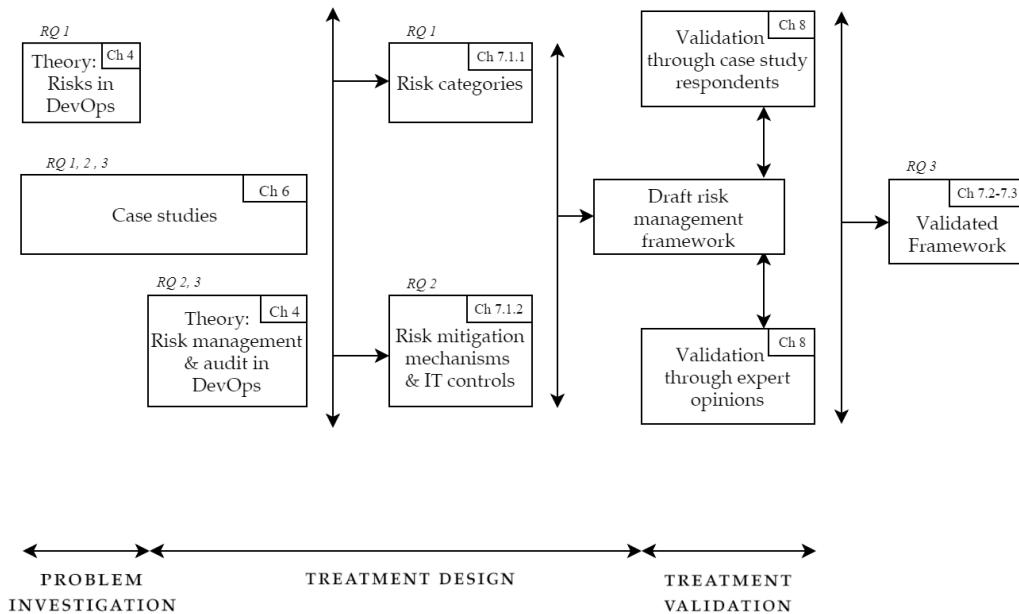 RQ 1
Ch 4
Theory:
Risks in
DevOps
RQ 1, 2 , 3
Ch 6
Case studies
RQ 2, 3
Ch 4
Theory:
Risk management
& audit in
DevOps
RQ 1
Ch 7.1.1
Risk categories
RQ 2
Ch 7.1.2
Risk mitigation
mechanisms
& IT controls
Ch 8
Validation
through case study
respondents
Draft risk
management
framework
Ch 8
Validation
through expert
opinions
RQ 3
Ch 7.2-7.3
Validated
Framework
PROBLEM
INVESTIGATION
TREATMENT DESIGN
TREATMENT
VALIDATION